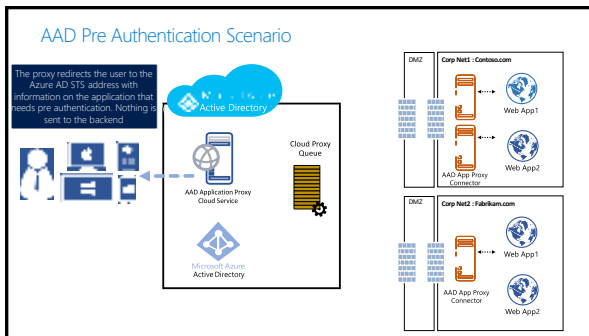 AAD Pre Authentication Scenario
The proxy redirects the user to the
Azure AD STS address with
information on the application that
needs pre authentication. Nothing is
sent to the backend
Active Directory
AAD Application Proxy
Cloud Service
Cloud Proxy
Queue
Microsoft Azure
Active Directory
DMZ
Corp Net1 : Contoso.com
Web App1
Web App2
AAD App Proxy
Connector
DMZ
Corp Net2 : Fabrikam.com
Web App1
AAD App Proxy
Connector
Web App2